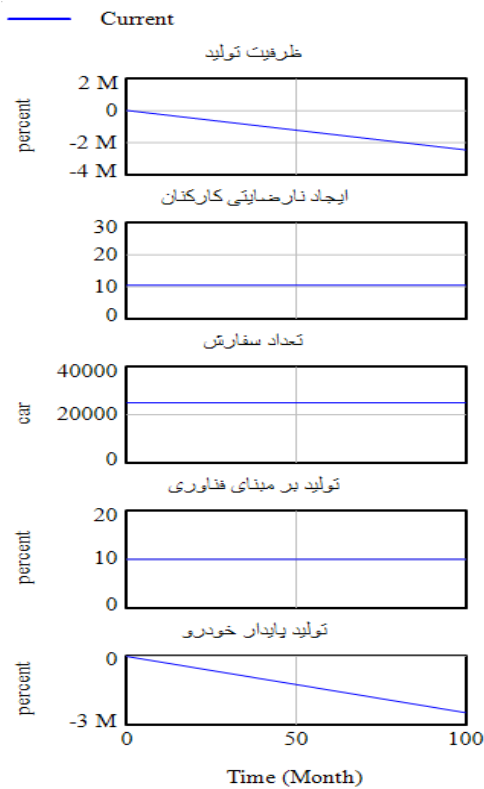 Current
ظرفیت تولید
percent
2 M
0
-2 M
-4 M
ایجاد نارضایتی کارکنان
30
20
10
0
تعداد سفارش
car
40000
20000
0
تولید بر مبنای فناوری
percent
20
10
0
تولید پایدار خودرو
percent
0
-3 M
0 50 100
Time (Month)